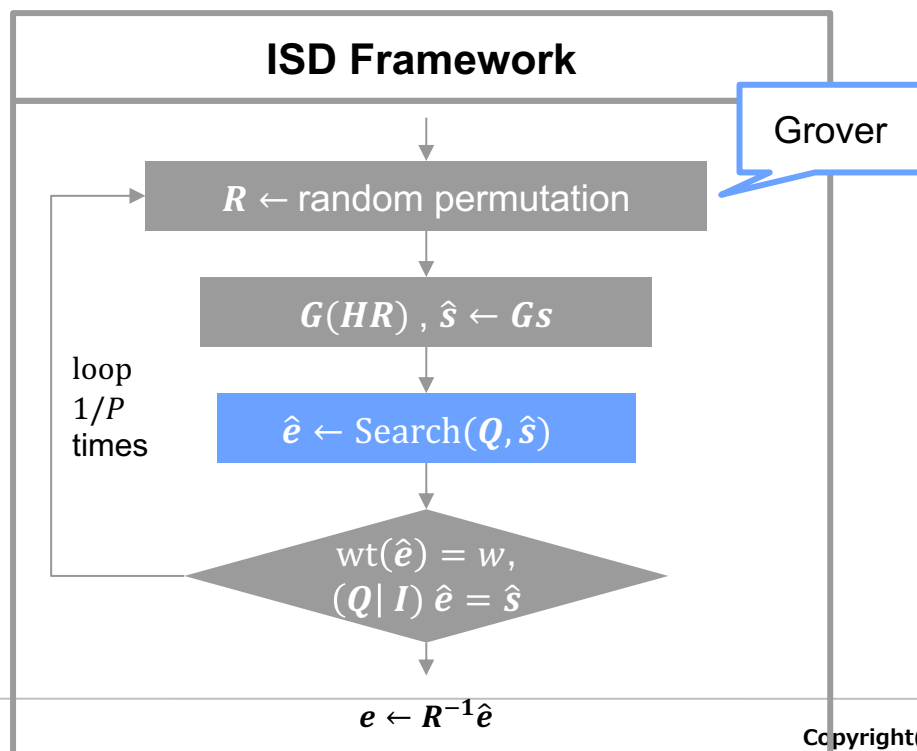 ISD Framework
Grover
R ← random permutation
G(HR) , ŝ ← Gs
loop
1/P
times
ê ← Search(Q, ŝ)
wt(ê) = w,
(Q| I) ê = ŝ
e ← R⁻¹ê
Copyright(